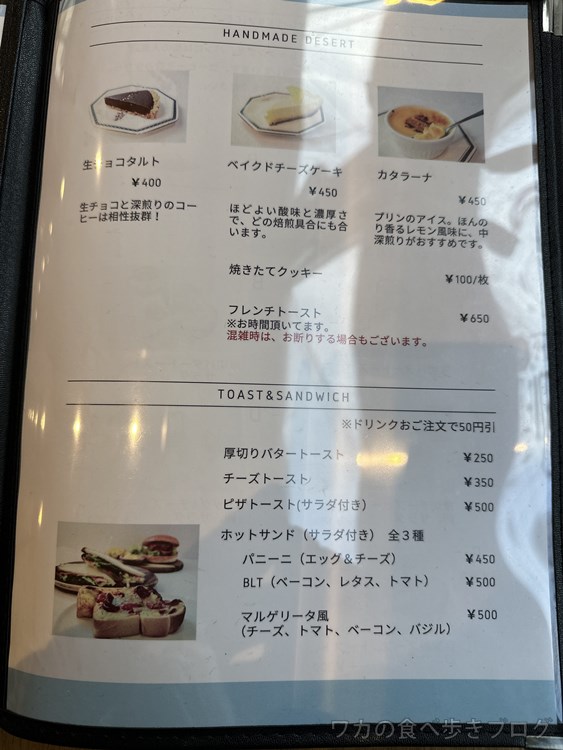 HANDMADE DESERT
生チョコタルト
¥400
生チョコと深煎りのコー
ヒーは相性抜群！
ベイクドチーズケーキ
¥450
ほどよい酸味と濃厚さ
で、どの焙煎具合にも合
います。
カタラーナ
¥450
プリンのアイス。ほんの
り香るレモン風味に、中
深煎りがおすすめです。
焼きたてクッキー ¥100/枚
フレンチトースト ¥650
※お時間頂いてます。
混雑時は、お断りする場合もございます。
TOAST&SANDWICH
※ドリンクおご注文で50円引
厚切りバタートースト ¥250
チーズトースト ¥350
ピザトースト(サラダ付き) ¥500
ホットサンド（サラダ付き） 全３種
パニーニ（エッグ＆チーズ） ¥450
BLT（ベーコン、レタス、トマト） ¥500
マルゲリータ風 ¥500
（チーズ、トマト、ベーコン、バジル）
ワカの食べ歩きブログ